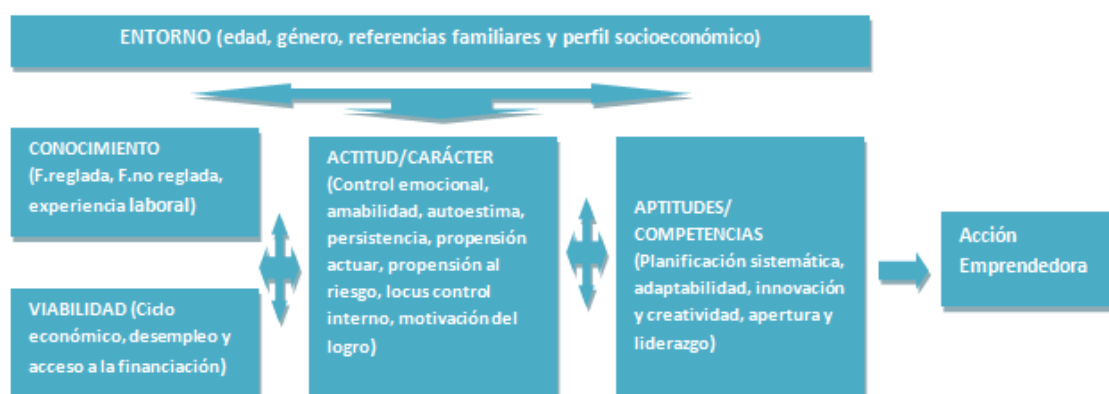 ENTORNO (edad, género, referencias familiares y perfil socioeconómico)
CONOCIMIENTO
(F.reglada, F.no reglada,
experiencia laboral)
VIABILIDAD (Ciclo
económico, desempleo y
acceso a la financiación)
ACTITUD/CARÁCTER
(Control emocional,
amabilidad, autoestima,
persistencia, propensión
actuar, propensión al
riesgo, locus control
interno, motivación del
logro)
APTITUDES/
COMPETENCIAS
(Planificación sistemática,
adaptabilidad, innovación
y creatividad, apertura y
liderazgo)
Acción
Emprendedora